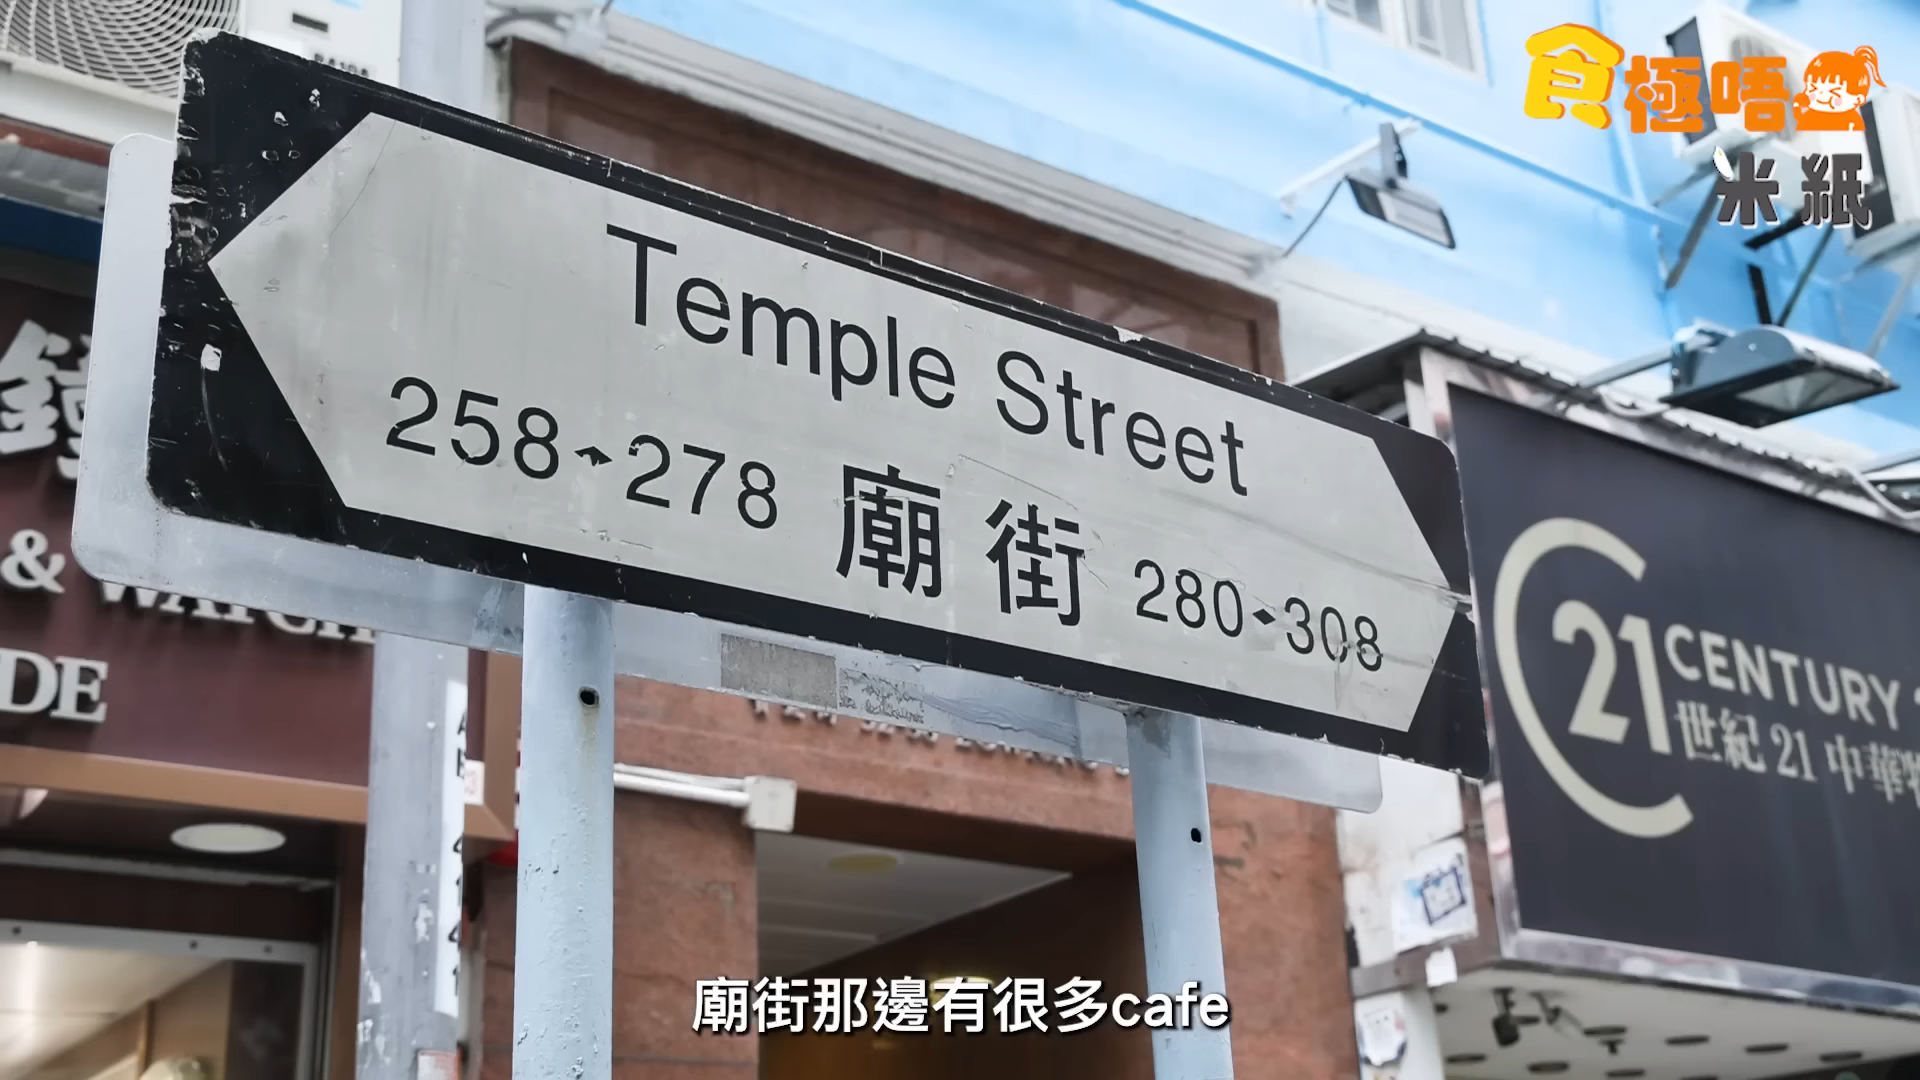 食極唔
米紙
Temple Street
258 278 廟街 280 308
鐘
&
DE
CENTURY
21
世紀 21 中華
廟街那邊有很多cafe